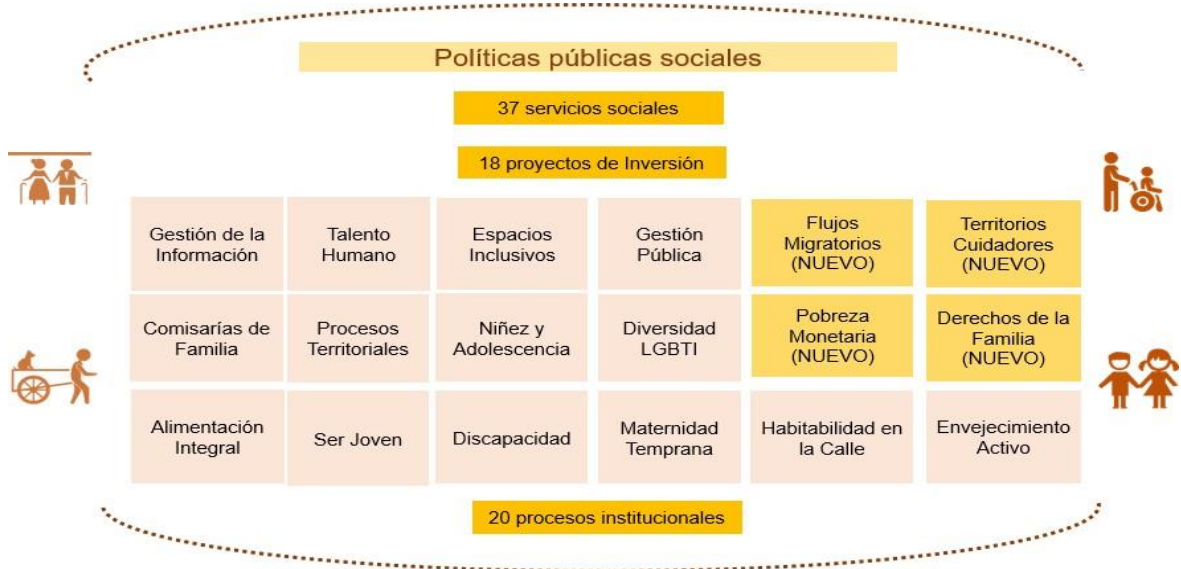 Políticas públicas sociales
37 servicios sociales
18 proyectos de Inversión
Gestión de la
Información
Talento
Humano
Espacios
Inclusivos
Gestión
Pública
Flujos
Migratorios
(NUEVO)
Territorios
Cuidadores
(NUEVO)
Comisarías de
Familia
Procesos
Territoriales
Niñez y
Adolescencia
Diversidad
LGBTI
Pobreza
Monetaria
(NUEVO)
Derechos de la
Familia
(NUEVO)
Alimentación
Integral
Ser Joven
Discapacidad
Maternidad
Temprana
Habitabilidad en
la Calle
Envejecimiento
Activo
20 procesos institucionales